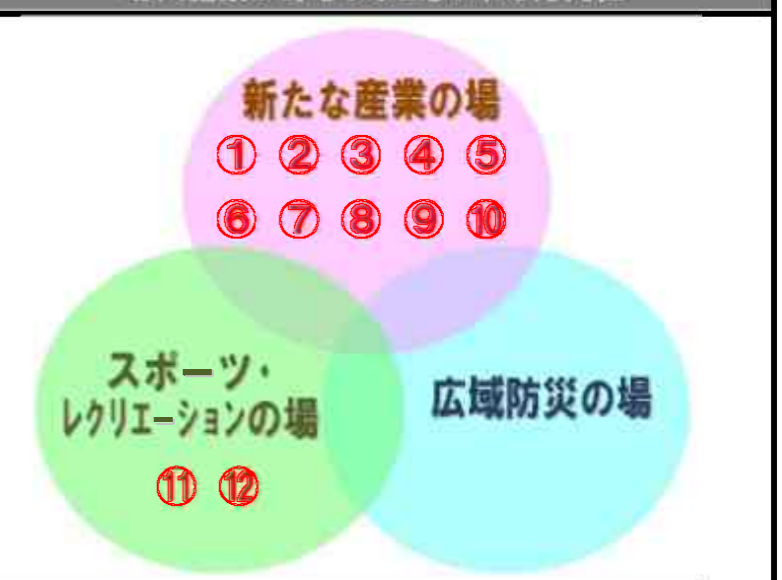 新たな産業の場
① ② ③ ④ ⑤
⑥ ⑦ ⑧ ⑨ ⑩
スポーツ・
レクリエーションの場
⑪ ⑫
広域防災の場